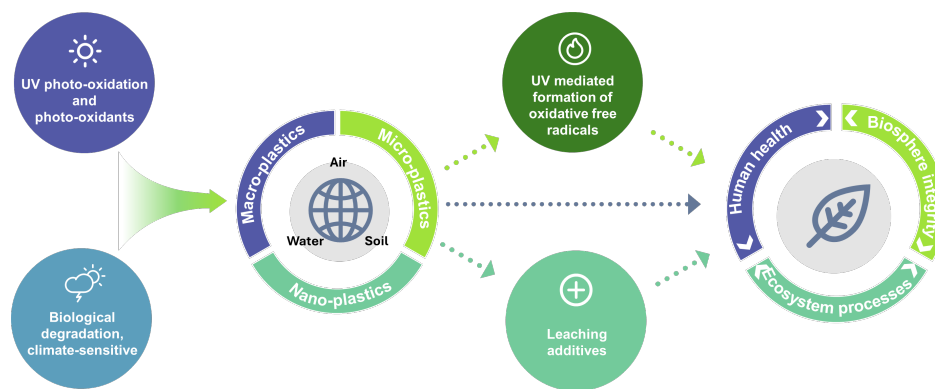 UV photo-oxidation
and
photo-oxidants
Biological
degradation,
climate-sensitive
Macro-plastics
Micro-plastics
Nano-plastics
Air
Water
Soil
UV mediated
formation of
oxidative free
radicals
Leaching
additives
Human health
Biosphere integrity
Ecosystem processes